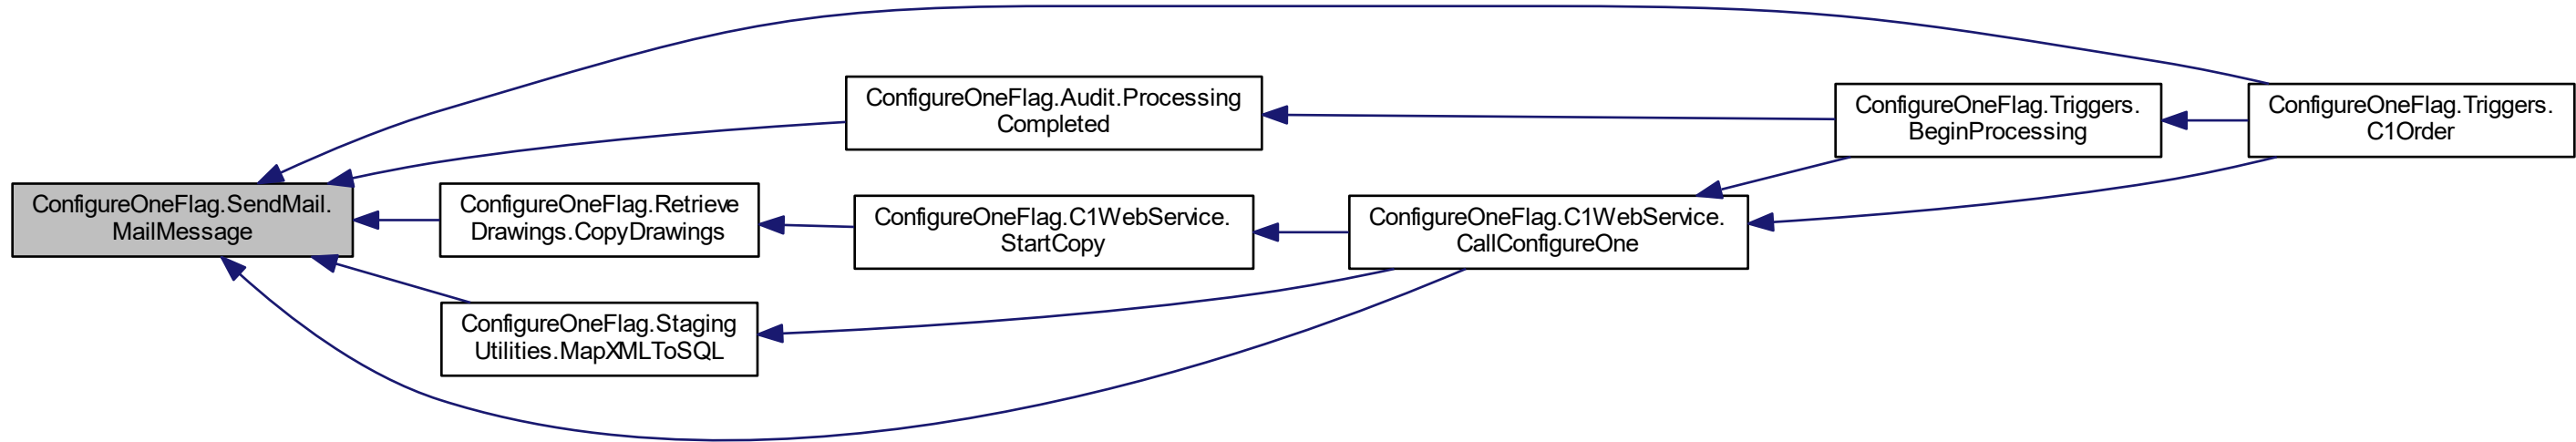 ConfigureOneFlag.SendMail.
MailMessage
ConfigureOneFlag.Audit.Processing
Completed
ConfigureOneFlag.Retrieve
Drawings.CopyDrawings
ConfigureOneFlag.Staging
Utilities.MapXMLToSQL
ConfigureOneFlag.C1WebService.
StartCopy
ConfigureOneFlag.C1WebService.
CallConfigureOne
ConfigureOneFlag.Triggers.
BeginProcessing
ConfigureOneFlag.Triggers.
C1Order